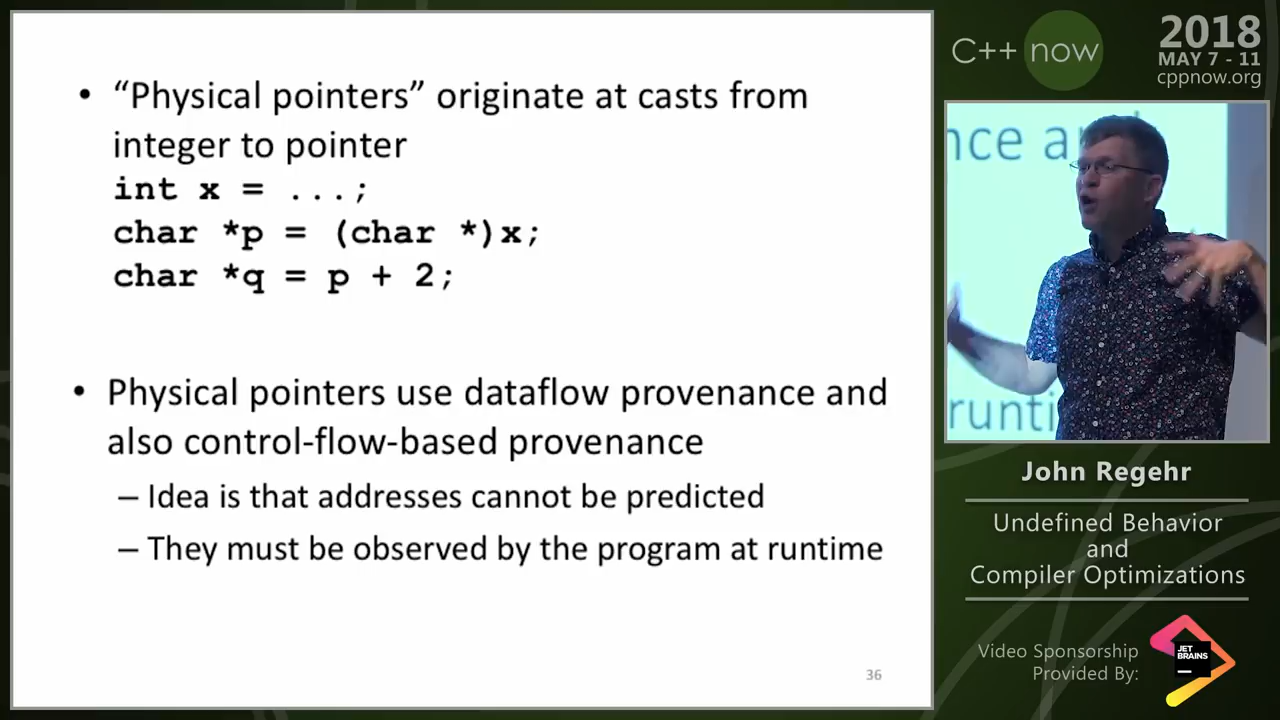 • “Physical pointers” originate at casts from
integer to pointer
int x = ...;
char *p = (char *)x;
char *q = p + 2;
• Physical pointers use dataflow provenance and
also control-flow-based provenance
– Idea is that addresses cannot be predicted
– They must be observed by the program at runtime
36
C++ now
2018
MAY 7 - 11
cppnow.org
nce a
runti
John Regehr
Undefined Behavior
and
Compiler Optimizations
Video Sponsorship
Provided By:
JET
BRAINS